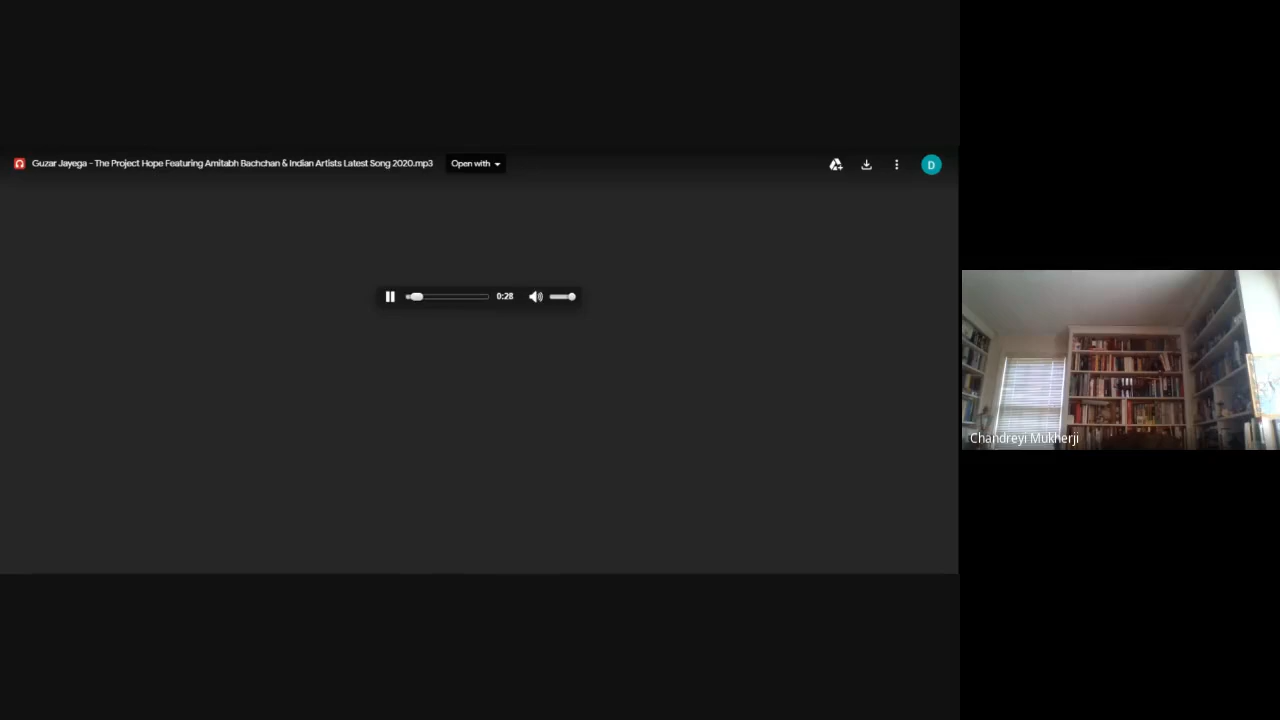 Guzar Jayega - The Project Hope Featuring Amitabh Bachchan & Indian Artists Latest Song 2020.mp3
Open with
D
0:28
Chandreyi Mukherji